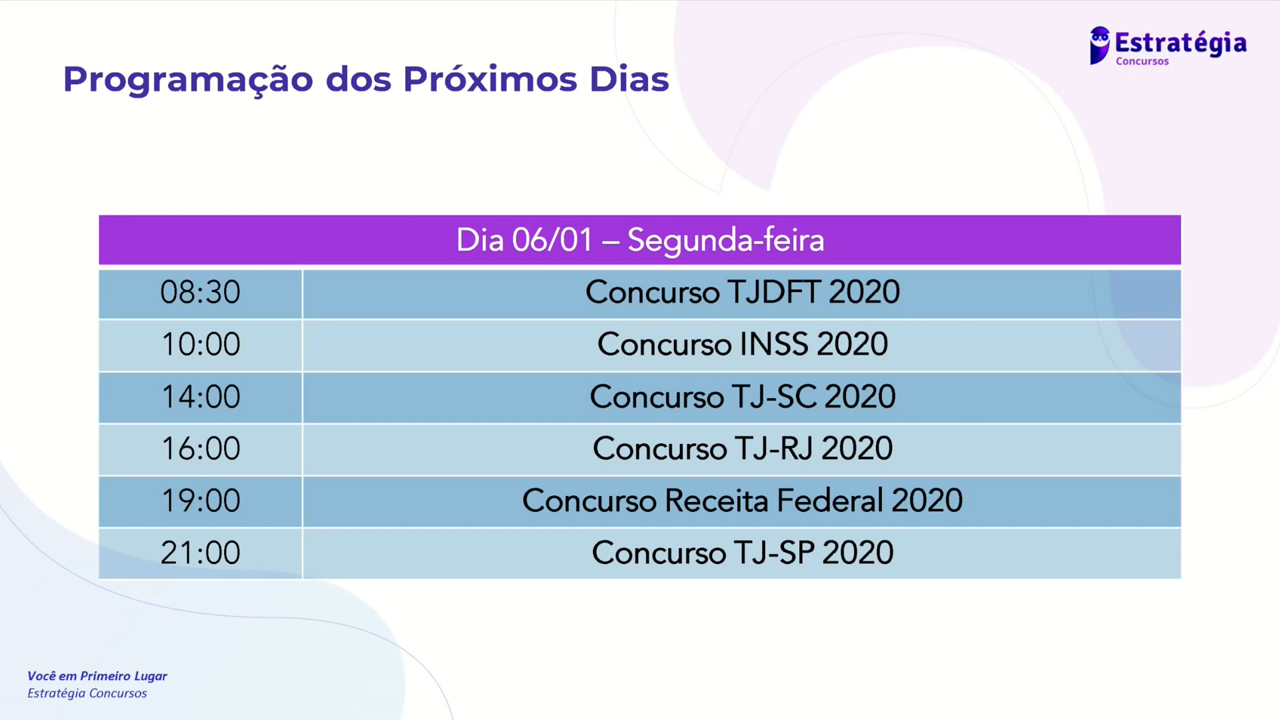 Estratégia
Concursos
Programação dos Próximos Dias
Dia 06/01 – Segunda-feira
08:30 Concurso TJDFT 2020
10:00 Concurso INSS 2020
14:00 Concurso TJ-SC 2020
16:00 Concurso TJ-RJ 2020
19:00 Concurso Receita Federal 2020
21:00 Concurso TJ-SP 2020
Você em Primeiro Lugar
Estratégia Concursos